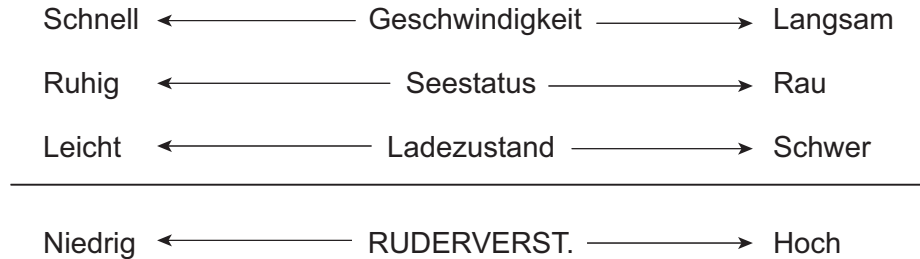 Schnell Geschwindigkeit Langsam
Ruhig Seestatus Rau
Leicht Ladezustand Schwer
Niedrig RUDERVERST. Hoch